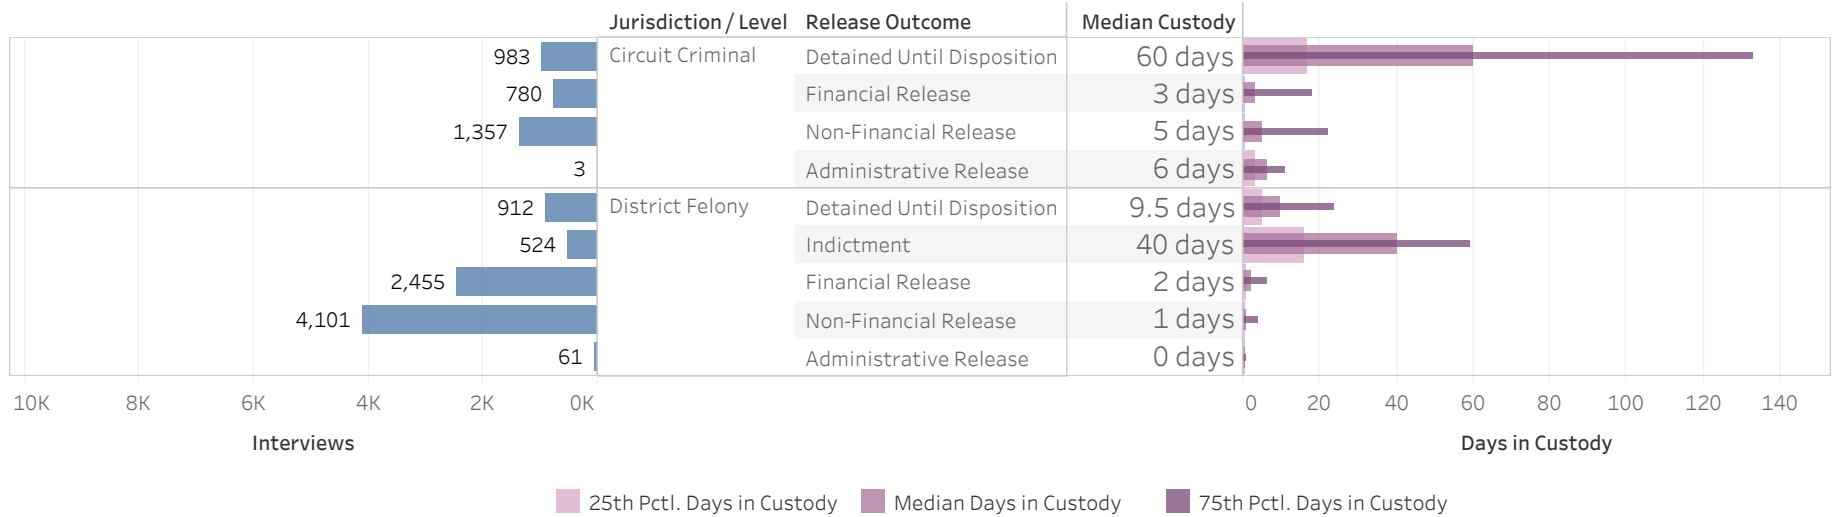 Jurisdiction / Level Release Outcome Median Custody
983 Circuit Criminal Detained Until Disposition 60 days
780 Financial Release 3 days
1,357 Non-Financial Release 5 days
3 Administrative Release 6 days
912 District Felony Detained Until Disposition 9.5 days
524 Indictment 40 days
2,455 Financial Release 2 days
4,101 Non-Financial Release 1 days
61 Administrative Release 0 days
10K 8K 6K 4K 2K 0K 0 20 40 60 80 100 120 140
Interviews Days in Custody
25th Pctl. Days in Custody Median Days in Custody 75th Pctl. Days in Custody